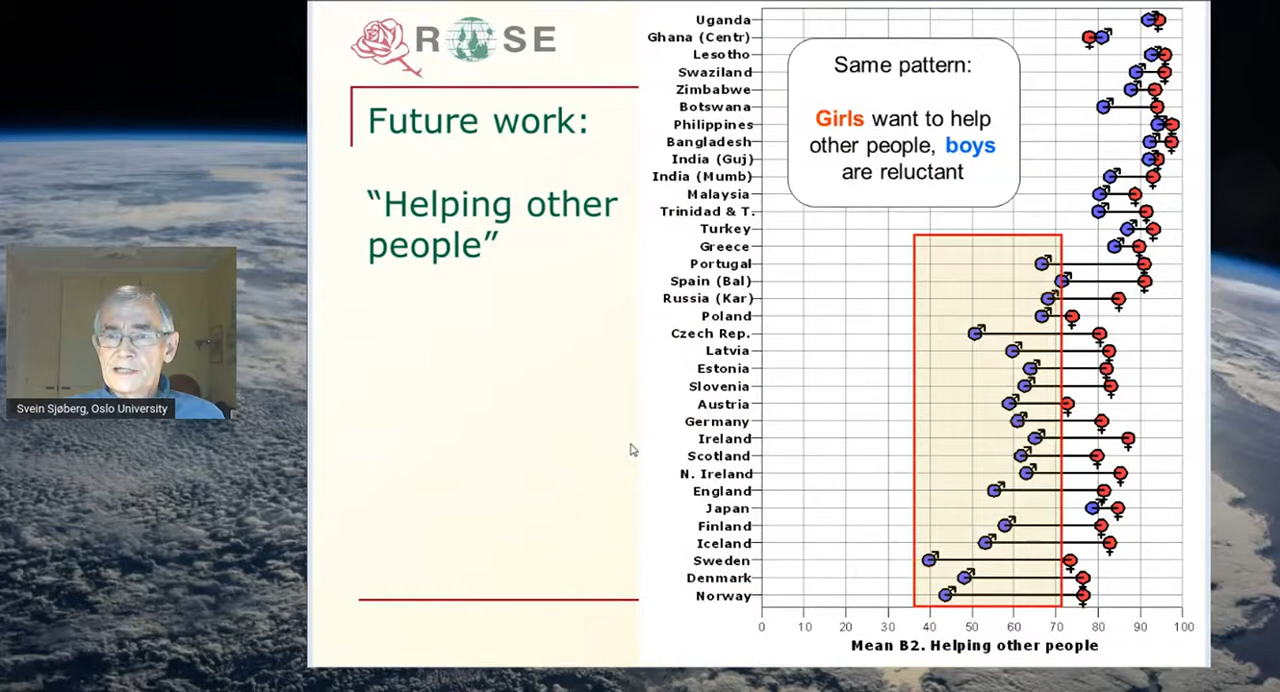 R SE
Future work:
“Helping other
people”
Svein Sjøberg, Oslo University
Same pattern:
Girls want to help
other people, boys
are reluctant
Uganda
Ghana (Centr)
Lesotho
Swaziland
Zimbabwe
Botswana
Philippines
Bangladesh
India (Guj)
India (Mumb)
Malaysia
Trinidad & T.
Turkey
Greece
Portugal
Spain (Bal)
Russia (Kar)
Poland
Czech Rep.
Latvia
Estonia
Slovenia
Austria
Germany
Ireland
Scotland
N. Ireland
England
Japan
Finland
Iceland
Sweden
Denmark
Norway
0 10 20 30 40 50 60 70 80 90 100
Mean B2. Helping other people